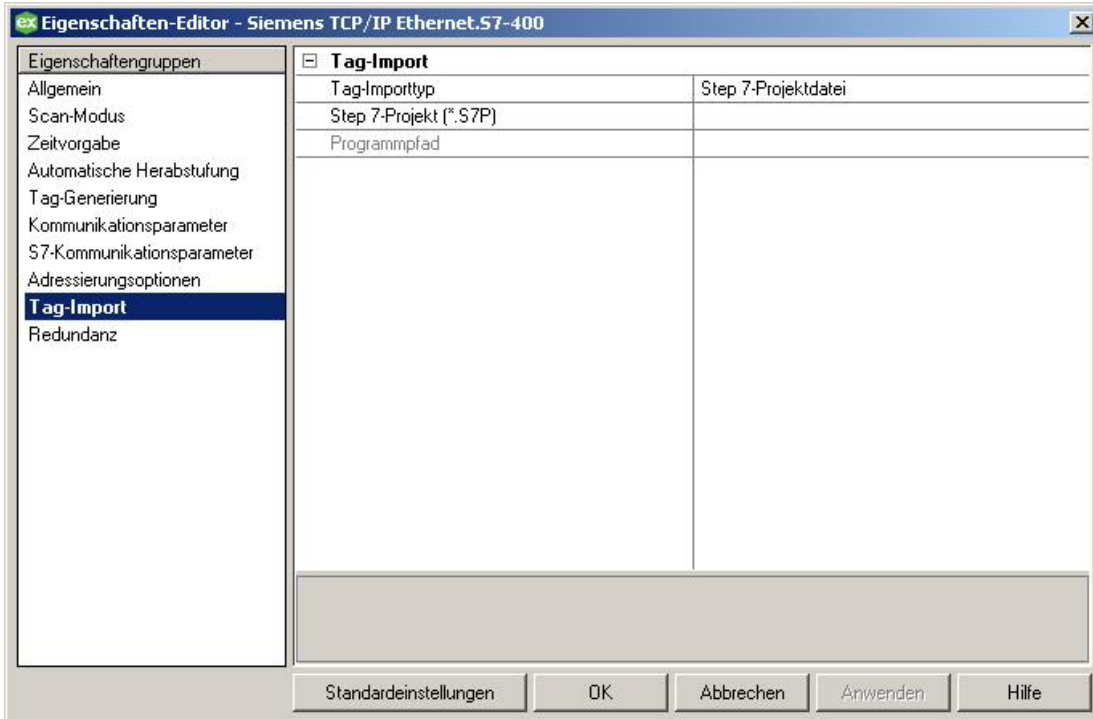 ex Eigenschaften-Editor - Siemens TCP/IP Ethernet.S7-400
Eigenschaftengruppen
Allgemein
Scan-Modus
Zeitvorgabe
Automatische Herabstufung
Tag-Generierung
Kommunikationsparameter
S7-Kommunikationsparameter
Adressierungsoptionen
Tag-Import
Redundanz
Tag-Import
Tag-Importtyp Step 7-Projektdatei
Step 7-Projekt (*.S7P)
Programmpfad
Standardeinstellungen OK Abbrechen Anwenden Hilfe